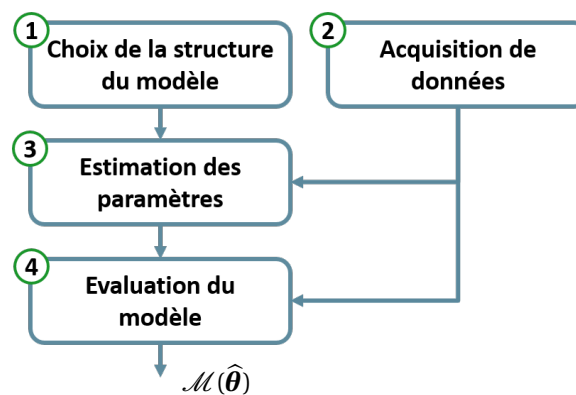 1
Choix de la structure
du modèle
2
Acquisition de
données
3
Estimation des
paramètres
4
Evaluation du
modèle
ℳ(θ̂)